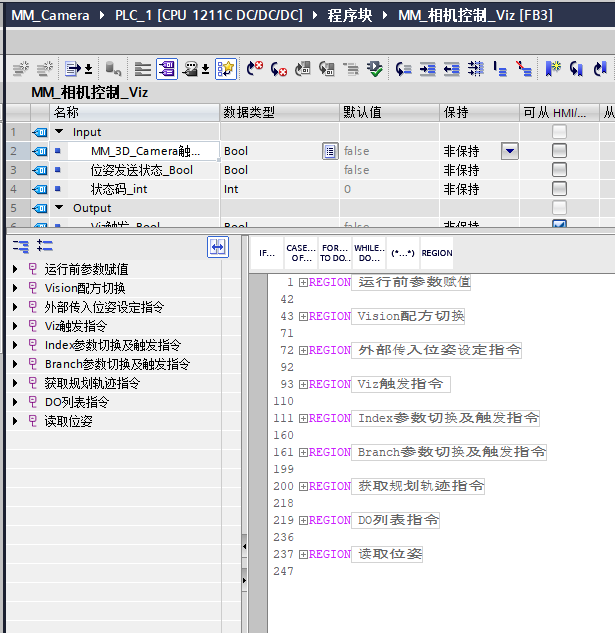 MM_Camera ▸ PLC_1 [CPU 1211C DC/DC/DC] ▸ 程序块 ▸ MM_相机控制_Viz [FB3]
MM_相机控制_Viz
名称 数据类型 默认值 保持 可从 HMI/... 从
1 Input
2 MM_3D_Camera触... Bool false 非保持
3 位姿发送状态_Bool Bool false 非保持
4 状态码_int Int 0 非保持
5 Output
6 Viz触发_Bool Bool false 非保持
IF... CASE... OF... FOR... TO DO... WHILE... DO... (*...*) REGION
运行前参数赋值
Vision配方切换
外部传入位姿设定指令
Viz触发指令
Index参数切换及触发指令
Branch参数切换及触发指令
获取规划轨迹指令
DO列表指令
读取位姿
1 REGION 运行前参数赋值
42
43 REGION Vision配方切换
71
72 REGION 外部传入位姿设定指令
92
93 REGION Viz触发指令
110
111 REGION Index参数切换及触发指令
160
161 REGION Branch参数切换及触发指令
199
200 REGION 获取规划轨迹指令
218
219 REGION DO列表指令
236
237 REGION 读取位姿
247